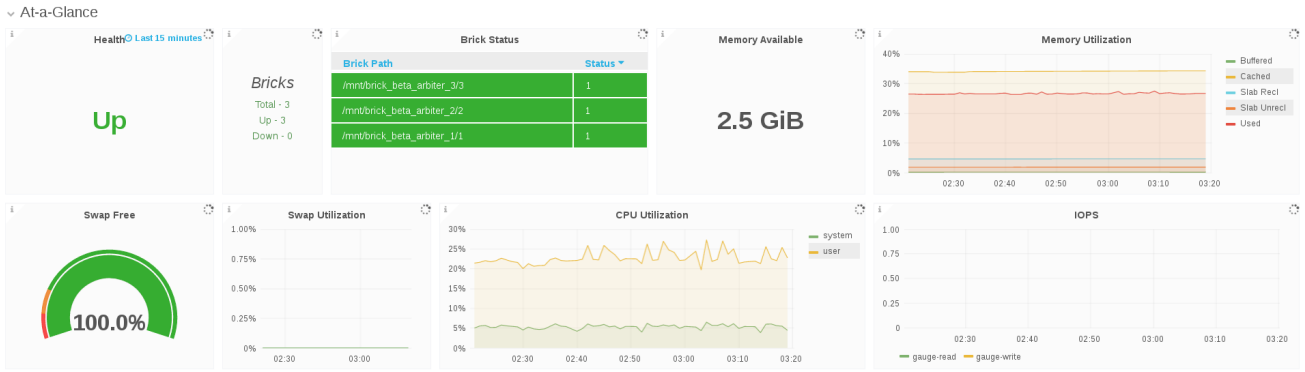 At-a-Glance
Health
Last 15 minutes
Up
Bricks
Total - 3
Up - 3
Down - 0
Brick Status
Brick Path Status
/mnt/brick_beta_arbiter_3/3 1
/mnt/brick_beta_arbiter_2/2 1
/mnt/brick_beta_arbiter_1/1 1
Memory Available
2.5 GiB
Memory Utilization
40%
30%
20%
10%
0%
02:30 02:40 02:50 03:00 03:10 03:20
Buffered
Cached
Slab Recl
Slab Unrecl
Used
Swap Free
100.0%
Swap Utilization
1.00%
0.75%
0.50%
0.25%
0%
02:30 03:00
CPU Utilization
30%
25%
20%
15%
10%
5%
0%
02:30 02:40 02:50 03:00 03:10 03:20
system
user
IOPS
1.00
0.75
0.50
0.25
0
02:30 02:40 02:50 03:00 03:10 03:20
gauge-read gauge-write